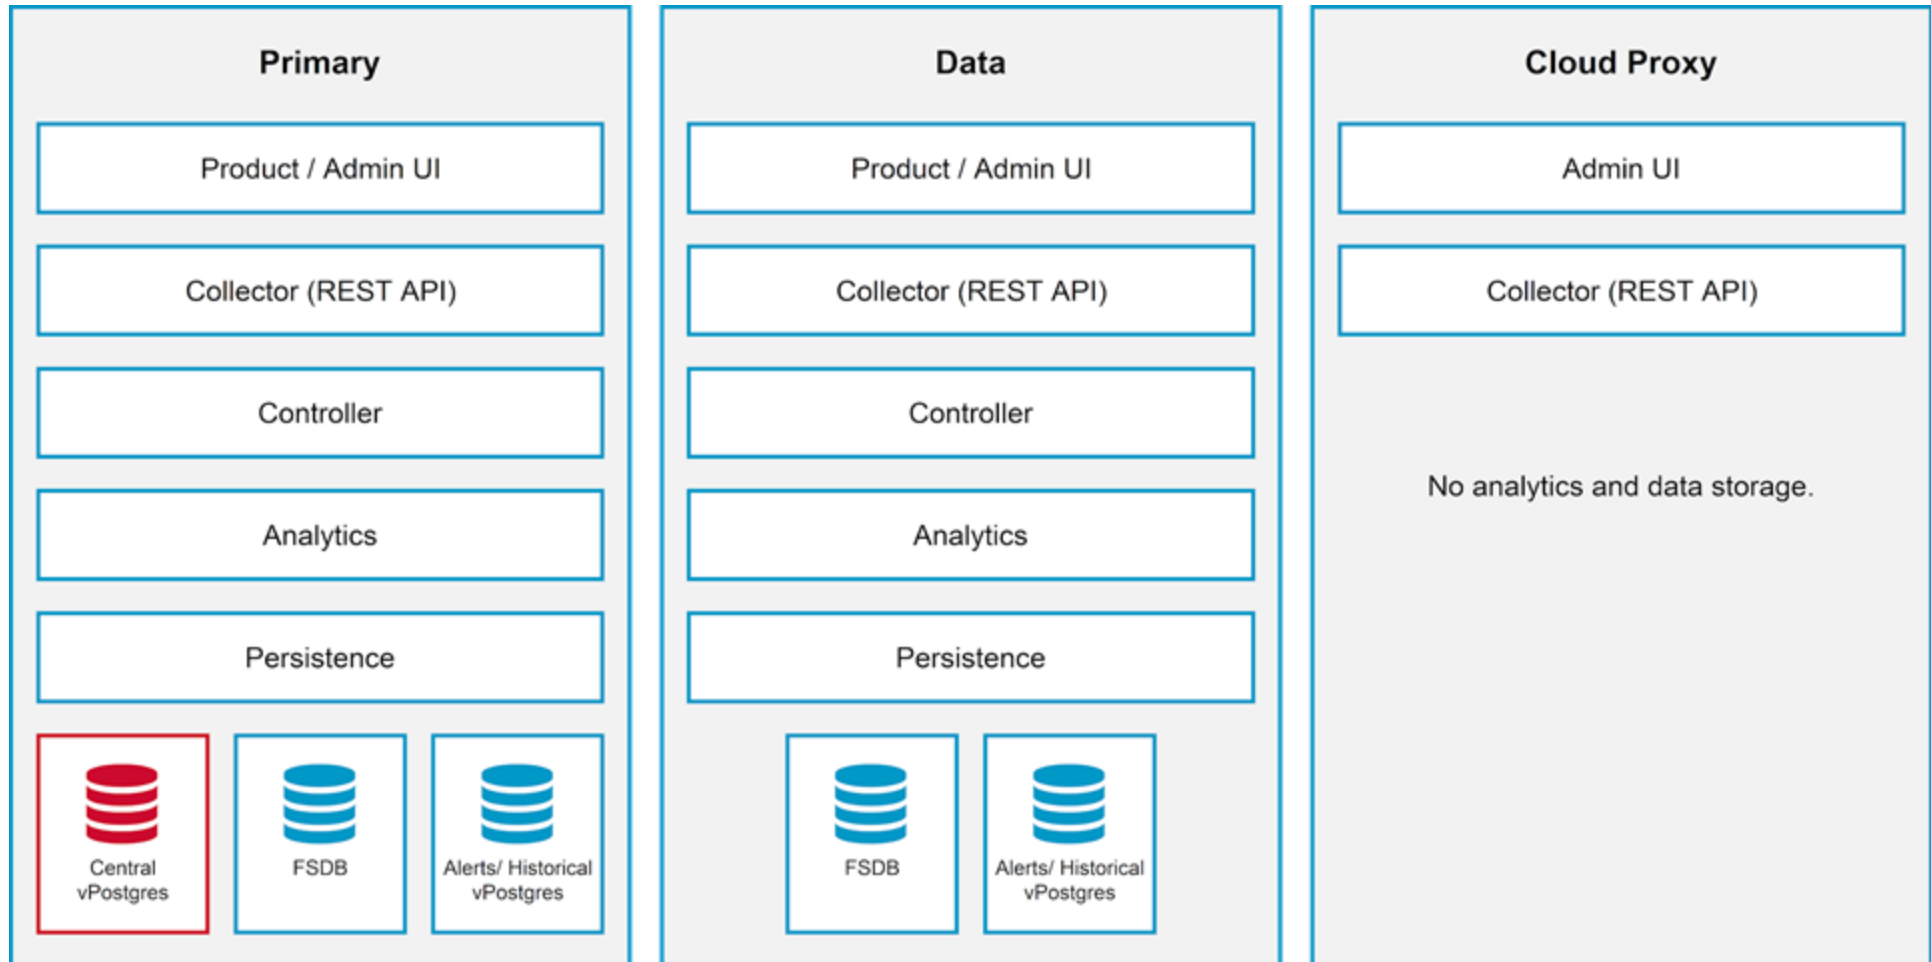 Primary
Product / Admin UI
Collector (REST API)
Controller
Analytics
Persistence
Central
vPostgres
FSDB
Alerts/ Historical
vPostgres
Data
Product / Admin UI
Collector (REST API)
Controller
Analytics
Persistence
FSDB
Alerts/ Historical
vPostgres
Cloud Proxy
Admin UI
Collector (REST API)
No analytics and data storage.